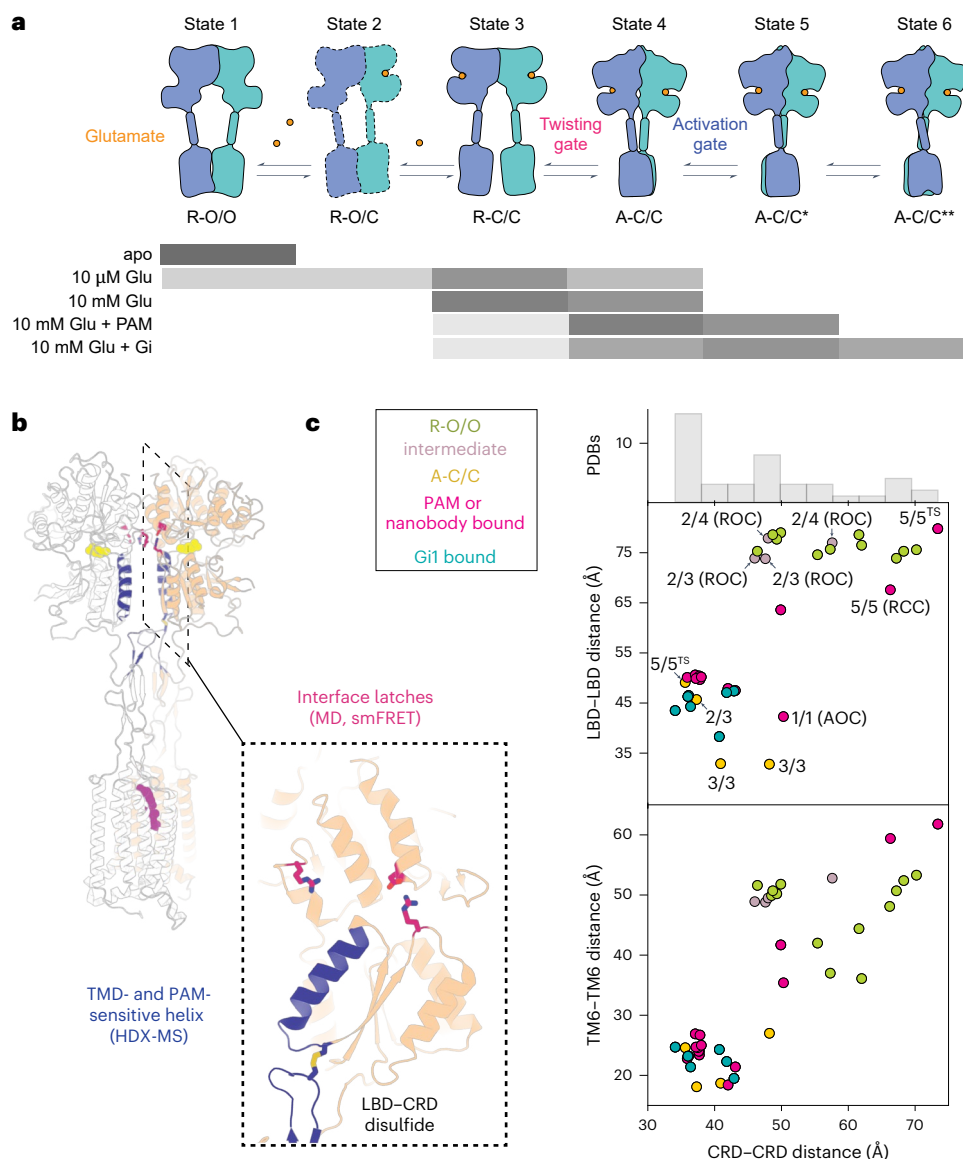 a
State 1 State 2 State 3 State 4 State 5 State 6
Glutamate
Twisting
gate
Activation
gate
R-O/O R-O/C R-C/C A-C/C A-C/C* A-C/C**
apo
10 µM Glu
10 mM Glu
10 mM Glu + PAM
10 mM Glu + Gi
b
Interface latches
(MD, smFRET)
TMD- and PAM-
sensitive helix
(HDX-MS)
LBD–CRD
disulfide
c
R-O/O
intermediate
A-C/C
PAM or
nanobody bound
Gi1 bound
PDBs
10
LBD–LBD distance (Å)
75
65
55
45
35
2/4 (ROC)
2/4 (ROC)
5/5TS
2/3 (ROC)
2/3 (ROC)
5/5 (RCC)
5/5TS
2/3
1/1 (AOC)
3/3
3/3
TM6–TM6 distance (Å)
60
50
40
30
20
30 40 50 60 70
CRD–CRD distance (Å)